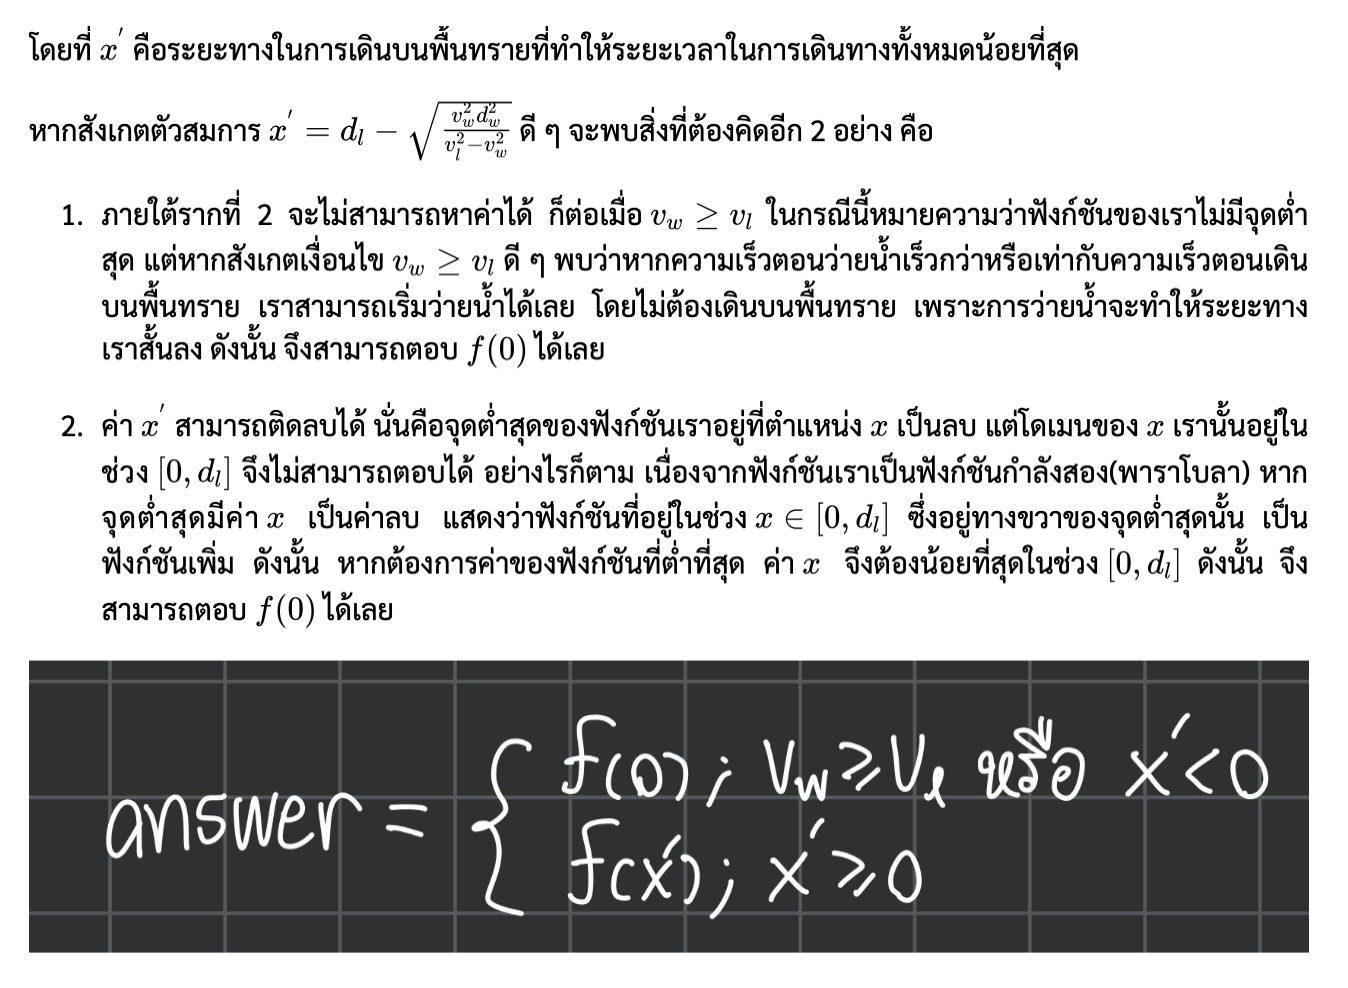 โดยที่ x′ คือระยะทางในการเดินบนพื้นทรายที่ทำให้ระยะเวลาในการเดินทางทั้งหมดน้อยที่สุด
หากสังเกตตัวสมการ x′ = d_l − √(v_w²d_w² / (v_l² − v_w²)) ดี ๆ จะพบสิ่งที่ต้องคิดอีก 2 อย่าง คือ
1. ภายใต้รากที่ 2 จะไม่สามารถหาค่าได้ ก็ต่อเมื่อ v_w ≥ v_l ในกรณีนี้หมายความว่าฟังก์ชันของเราไม่มีจุดต่ำ
สุด แต่หากสังเกตเงื่อนไข v_w ≥ v_l ดี ๆ พบว่าหากความเร็วตอนว่ายน้ำเร็วกว่าหรือเท่ากับความเร็วตอนเดิน
บนพื้นทราย เราสามารถเริ่มว่ายน้ำได้เลย โดยไม่ต้องเดินบนพื้นทราย เพราะการว่ายน้ำจะทำให้ระยะทาง
เราสั้นลง ดังนั้น จึงสามารถตอบ f(0) ได้เลย
2. ค่า x′ สามารถติดลบได้ นั่นคือจุดต่ำสุดของฟังก์ชันเราอยู่ที่ตำแหน่ง x เป็นลบ แต่โดเมนของ x เรานั้นอยู่ใน
ช่วง [0, d_l] จึงไม่สามารถตอบได้ อย่างไรก็ตาม เนื่องจากฟังก์ชันเราเป็นฟังก์ชันกำลังสอง(พาราโบลา) หาก
จุดต่ำสุดมีค่า x เป็นค่าลบ แสดงว่าฟังก์ชันที่อยู่ในช่วง x ∈ [0, d_l] ซึ่งอยู่ทางขวาของจุดต่ำสุดนั้น เป็น
ฟังก์ชันเพิ่ม ดังนั้น หากต้องการค่าของฟังก์ชันที่ต่ำที่สุด ค่า x จึงต้องน้อยที่สุดในช่วง [0, d_l] ดังนั้น จึง
สามารถตอบ f(0) ได้เลย
answer = { f(0); V_w ⩾ V_l หรือ x′ < 0
f(x′); x′ ⩾ 0